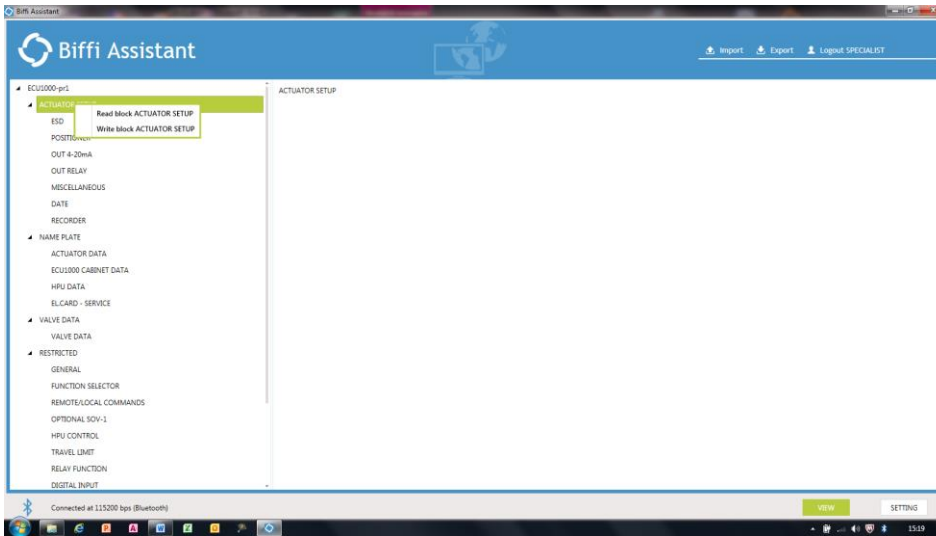 Biffi Assistant
Biffi Assistant
Import Export Logout SPECIALIST
ECU1000-pr1
ACTUATOR SETUP
ACTUATOR
Read block ACTUATOR SETUP
Write block ACTUATOR SETUP
ESD
POSITIONER
OUT 4-20mA
OUT RELAY
MISCELLANEOUS
DATE
RECORDER
NAME PLATE
ACTUATOR DATA
ECU1000 CABINET DATA
HPU DATA
EL.CARD - SERVICE
VALVE DATA
VALVE DATA
RESTRICTED
GENERAL
FUNCTION SELECTOR
REMOTE/LOCAL COMMANDS
OPTIONAL SOV-1
HPU CONTROL
TRAVEL LIMIT
RELAY FUNCTION
DIGITAL INPUT
Connected at 115200 bps (Bluetooth)
VIEW
SETTING
15:19